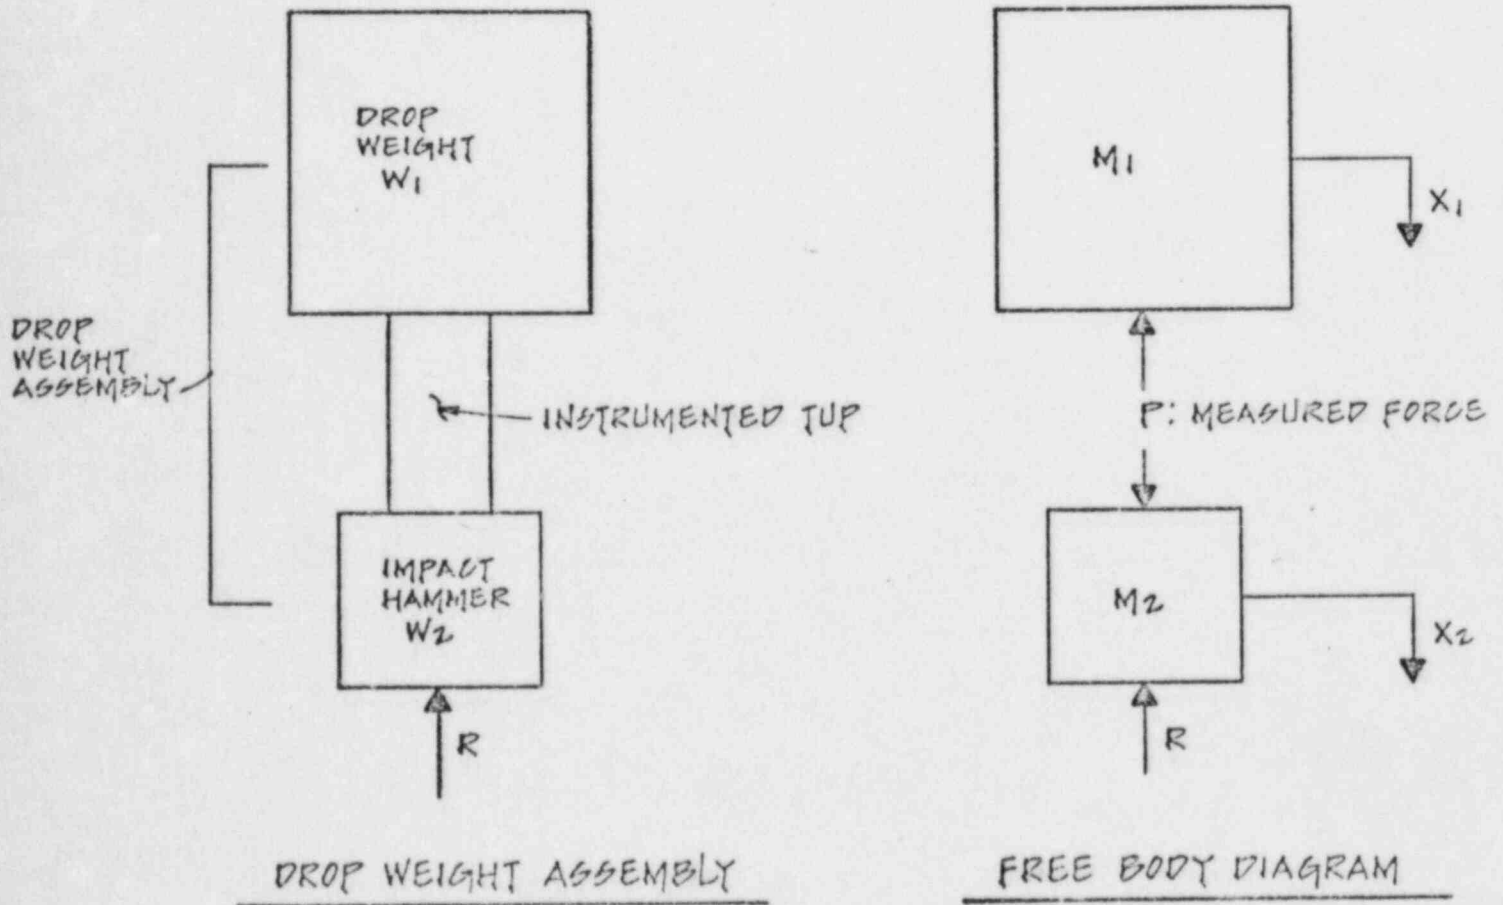 DROP
WEIGHT
W1
DROP
WEIGHT
ASSEMBLY
INSTRUMENTED TUP
IMPACT
HAMMER
W2
R
DROP WEIGHT ASSEMBLY
M1
X1
P: MEASURED FORCE
M2
X2
R
FREE BODY DIAGRAM